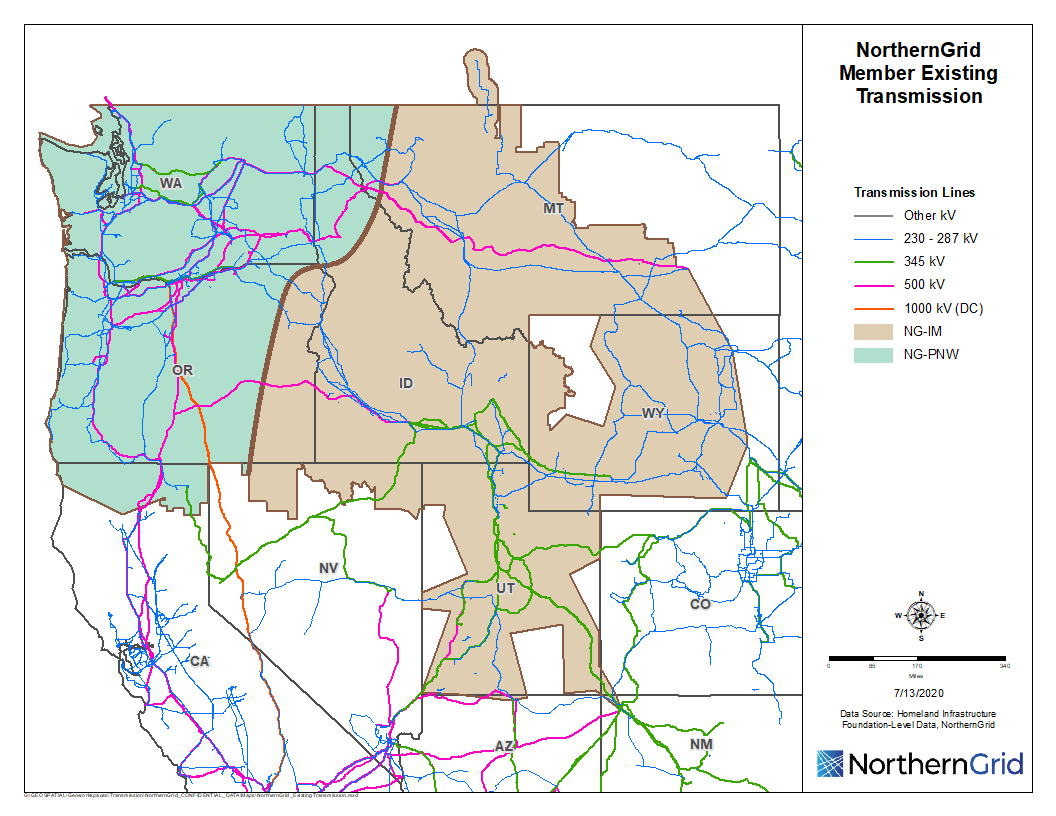 NorthernGrid
Member Existing
Transmission
Transmission Lines
Other kV
230 - 287 kV
345 kV
500 kV
1000 kV (DC)
NG-IM
NG-PNW
WA
MT
OR
ID
WY
NV
UT
CO
CA
AZ
NM
N
W
E
S
0
85
170
340
Miles
7/13/2020
Data Source: Homeland Infrastructure
Foundation-Level Data, NorthernGrid
NorthernGrid